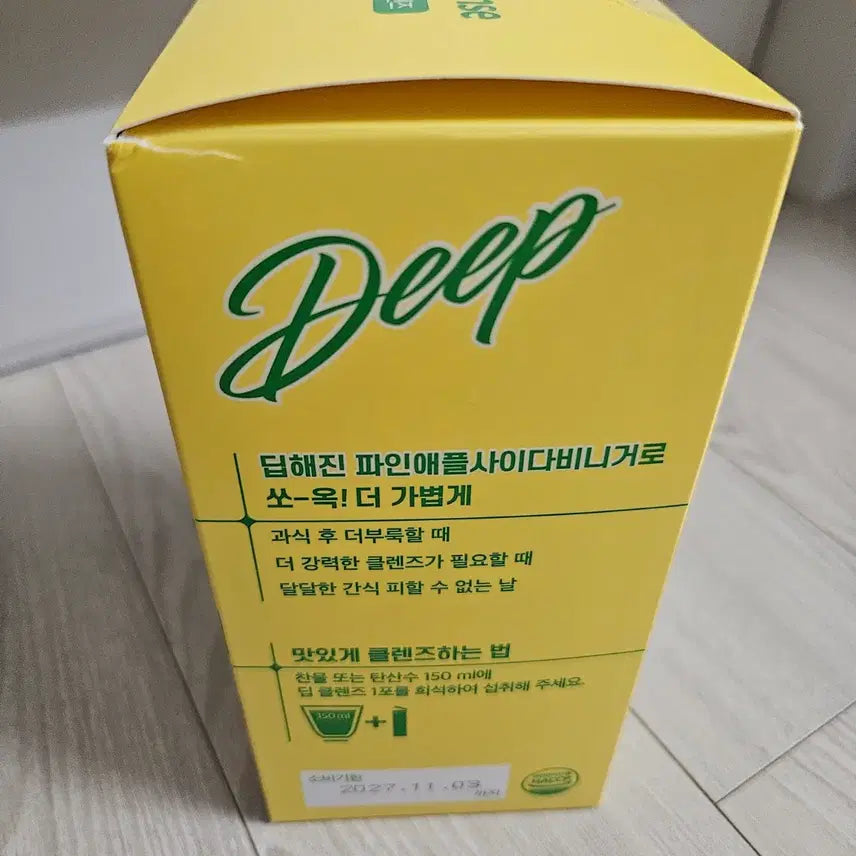 Deep
딥해진 파인애플사이다비니거로
쏘-옥! 더 가볍게
과식 후 더부룩할 때
더 강력한 클렌즈가 필요할 때
달달한 간식 피할 수 없는 날
맛있게 클렌즈하는 법
찬물 또는 탄산수 150 ml에
딥 클렌즈 1포를 희석하여 섭취해 주세요.
150 ml
+
소비기한
2027.11.03
까지
HACCP